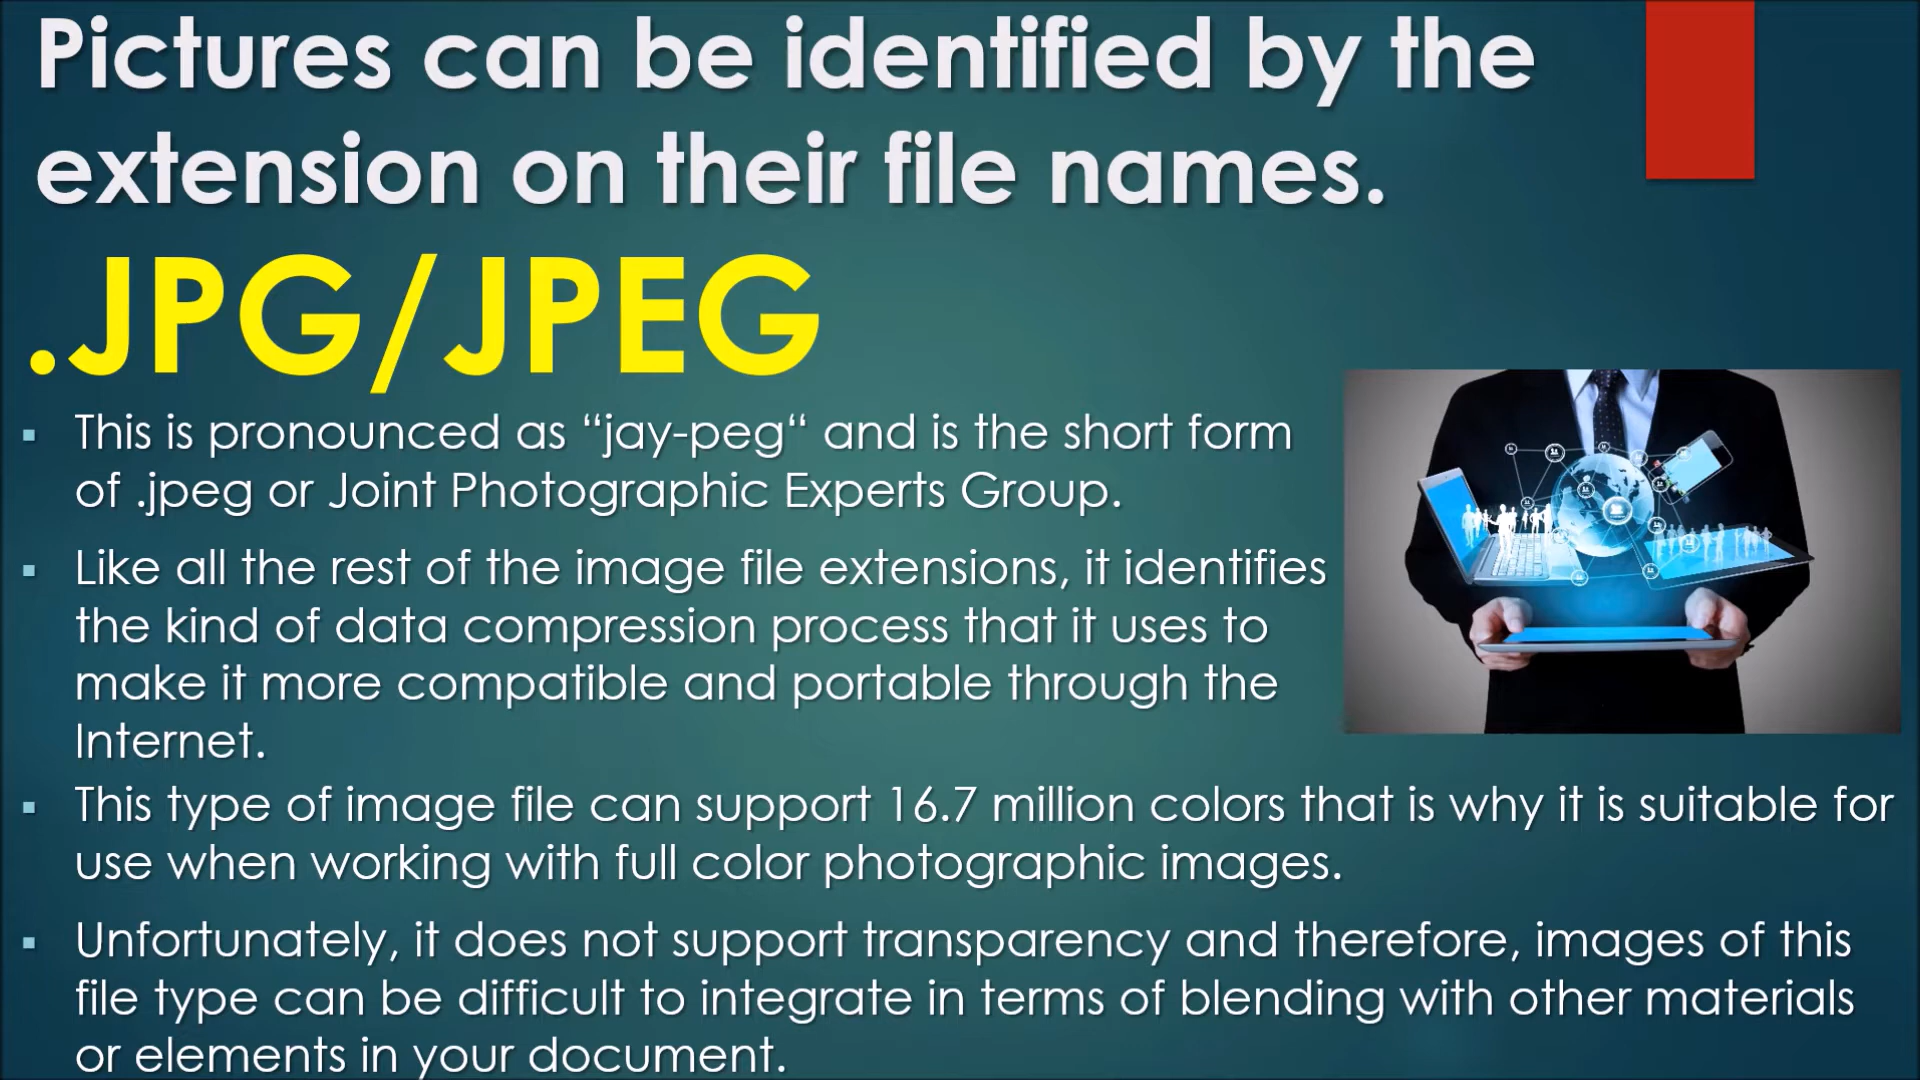 Pictures can be identified by the
extension on their file names.
.JPG/JPEG
▪ This is pronounced as “jay-peg“ and is the short form
of .jpeg or Joint Photographic Experts Group.
▪ Like all the rest of the image file extensions, it identifies
the kind of data compression process that it uses to
make it more compatible and portable through the
Internet.
▪ This type of image file can support 16.7 million colors that is why it is suitable for
use when working with full color photographic images.
▪ Unfortunately, it does not support transparency and therefore, images of this
file type can be difficult to integrate in terms of blending with other materials
or elements in your document.